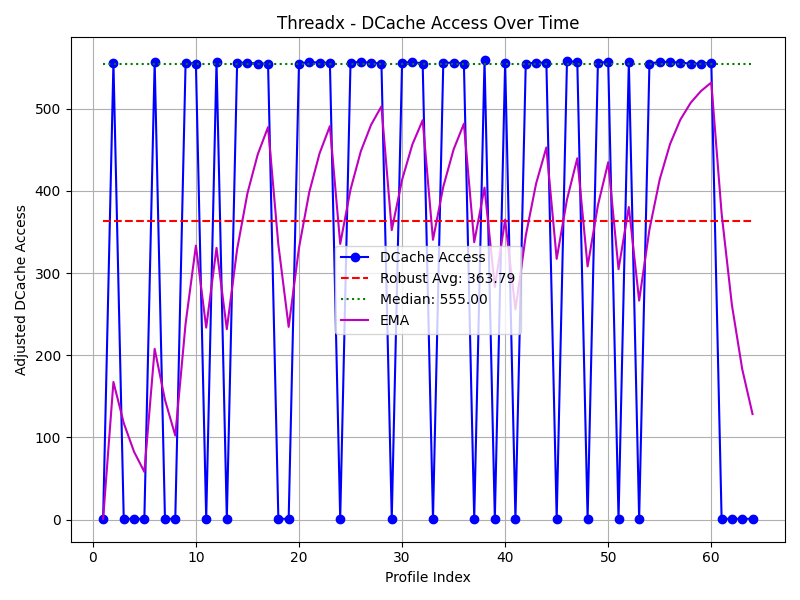 Threadx - DCache Access Over Time
Adjusted DCache Access
500
400
300
200
100
0
DCache Access
Robust Avg: 363.79
Median: 555.00
EMA
0 10 20 30 40 50 60
Profile Index